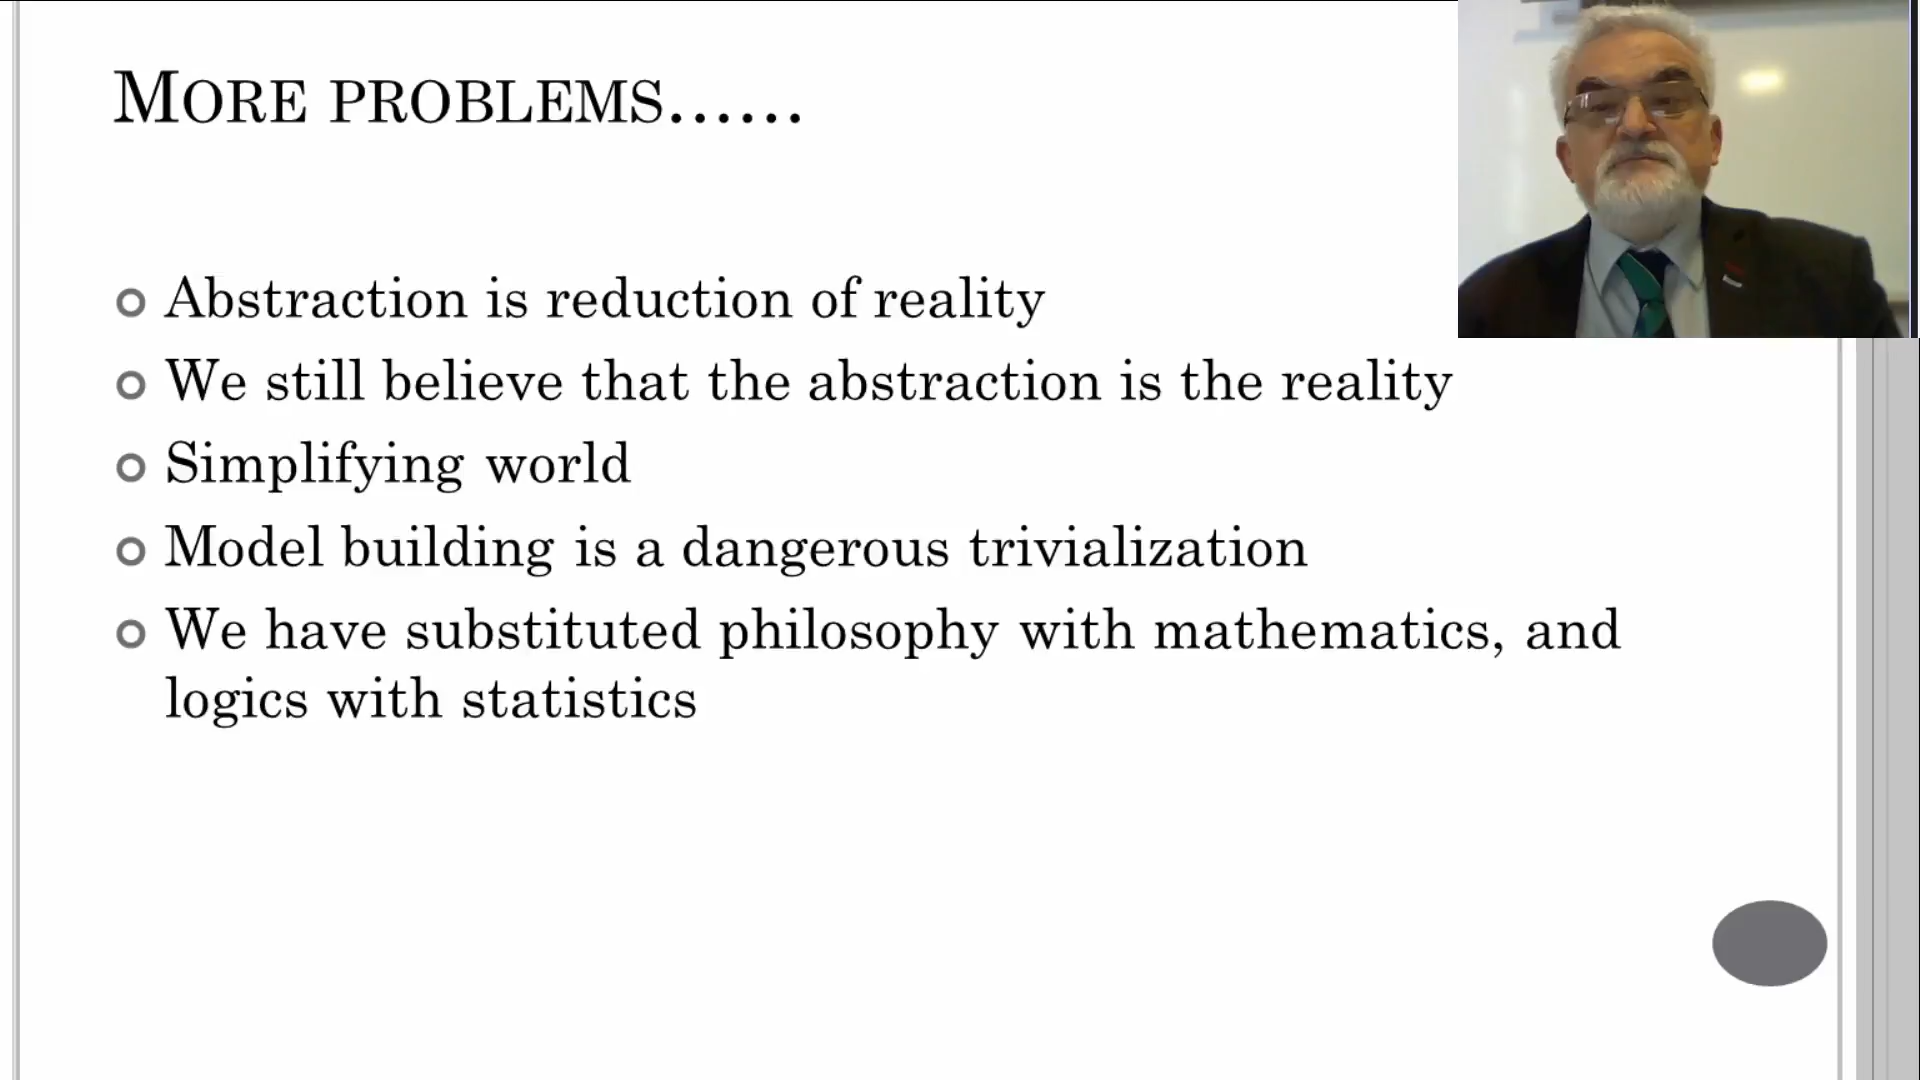 MORE PROBLEMS......
Abstraction is reduction of reality
We still believe that the abstraction is the reality
Simplifying world
Model building is a dangerous trivialization
We have substituted philosophy with mathematics, and
logics with statistics